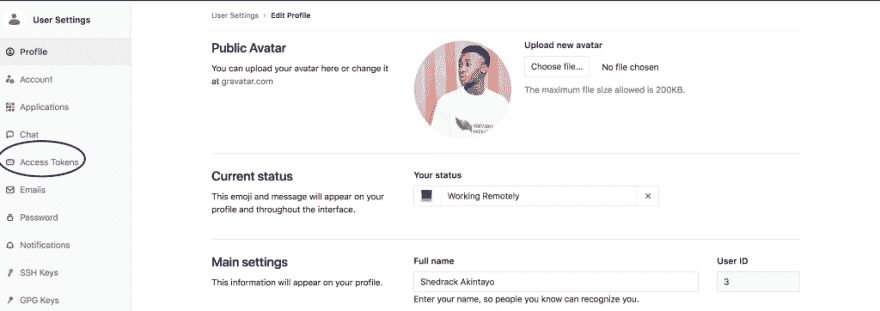 User Settings
Profile
Account
Applications
Chat
Access Tokens
Emails
Password
Notifications
SSH Keys
GPG Keys
User Settings › Edit Profile
Public Avatar
You can upload your avatar here or change it
at gravatar.com
Upload new avatar
Choose file... No file chosen
The maximum file size allowed is 200KB.
Current status
This emoji and message will appear on your
profile and throughout the interface.
Your status
Working Remotely ×
Main settings
This information will appear on your profile.
Full name
Shedrack Akintayo
Enter your name, so people you know can recognize you.
User ID
3